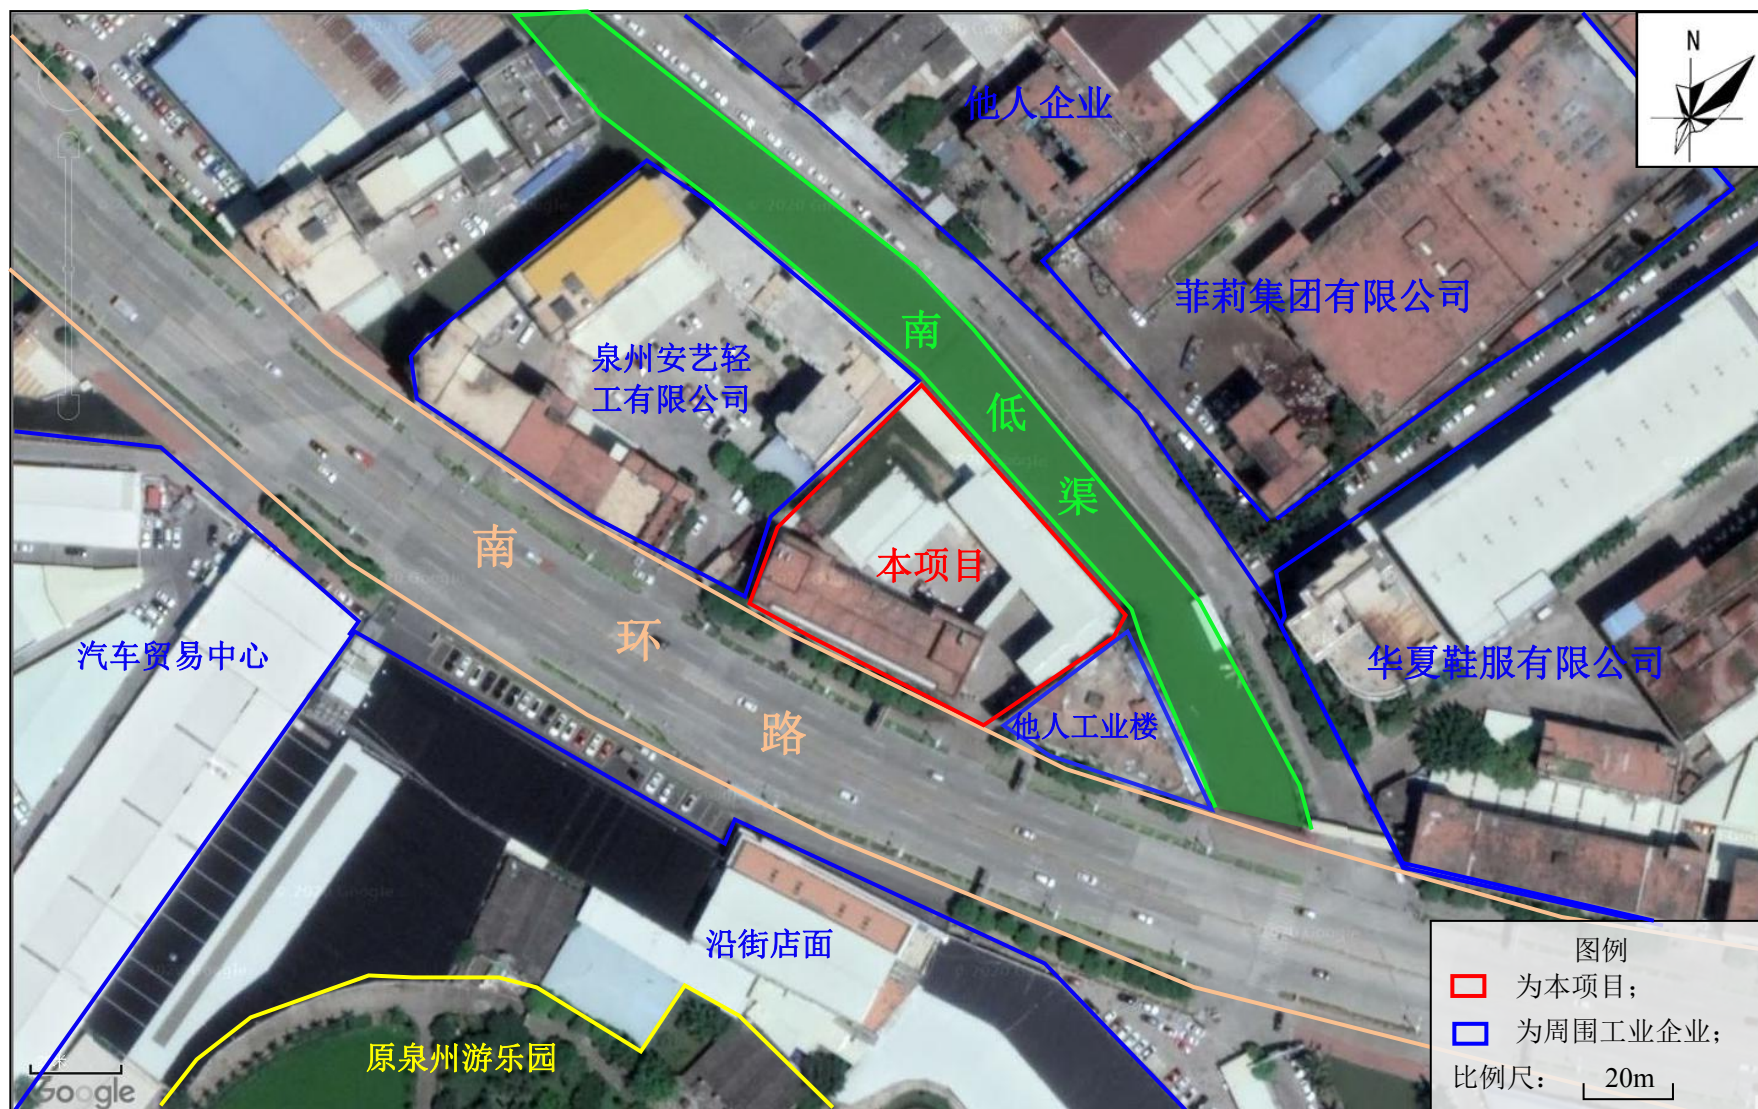 N
他人企业
菲莉集团有限公司
南
低
渠
泉州安艺轻
工有限公司
本项目
南
环
路
汽车贸易中心
华夏鞋服有限公司
他人工业楼
沿街店面
原泉州游乐园
图例
为本项目；
为周围工业企业；
比例尺：
20m
Google